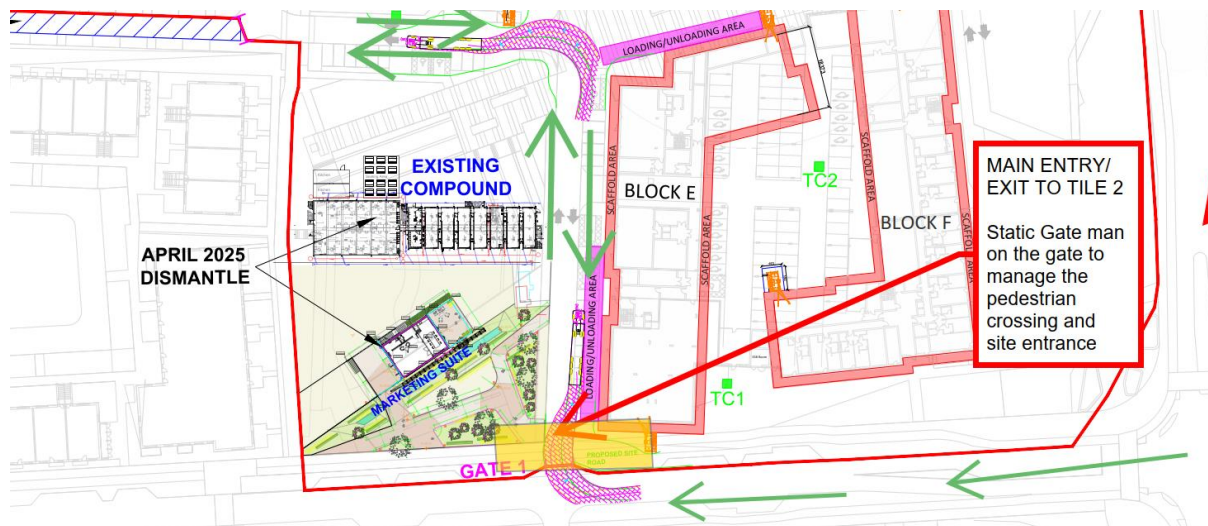 LOADING/UNLOADING AREA
EXISTING
COMPOUND
APRIL 2025
DISMANTLE
MARKETING SUITE
GATE 1
PROPOSED SITE
ROAD
LOADING/UNLOADING AREA
SCAFFOLD AREA
BLOCK E
SCAFFOLD AREA
TC1
TC2
SCAFFOLD AREA
BLOCK F
SCAFFOLD AREA
MAIN ENTRY/
EXIT TO TILE 2
Static Gate man
on the gate to
manage the
pedestrian
crossing and
site entrance